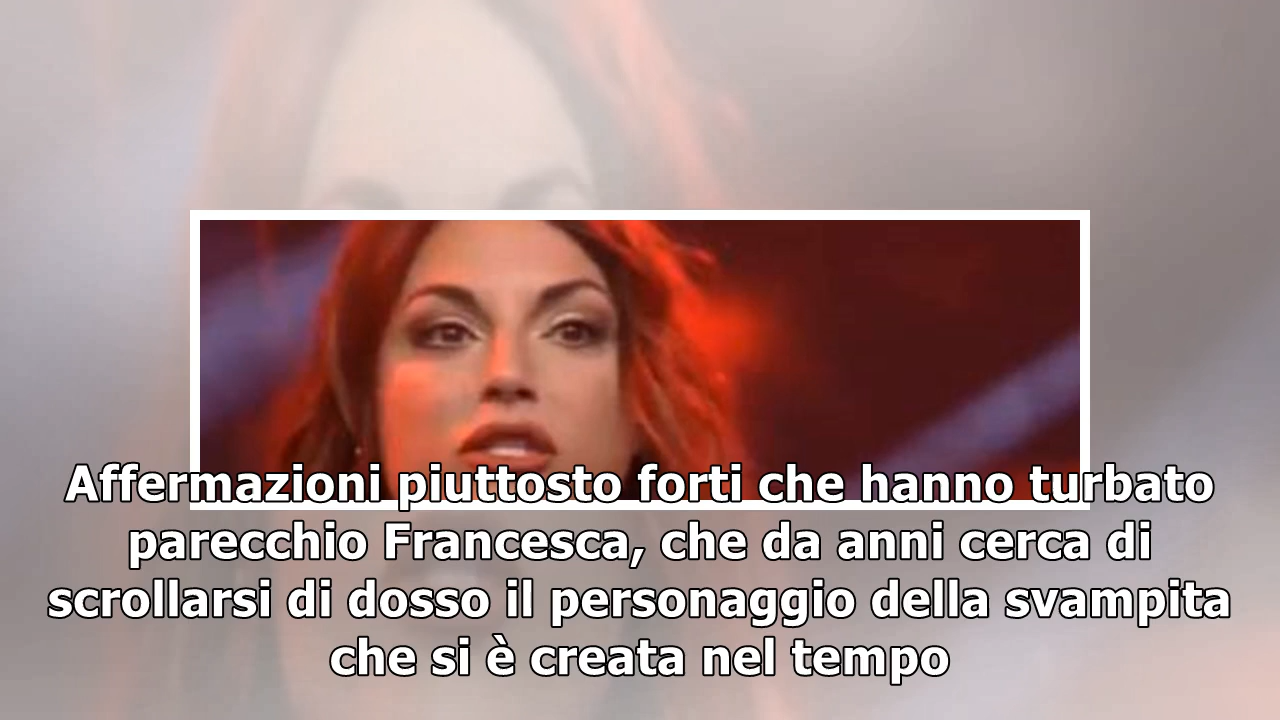 Affermazioni piuttosto forti che hanno turbato
parecchio Francesca, che da anni cerca di
scrollarsi di dosso il personaggio della svampita
che si è creata nel tempo